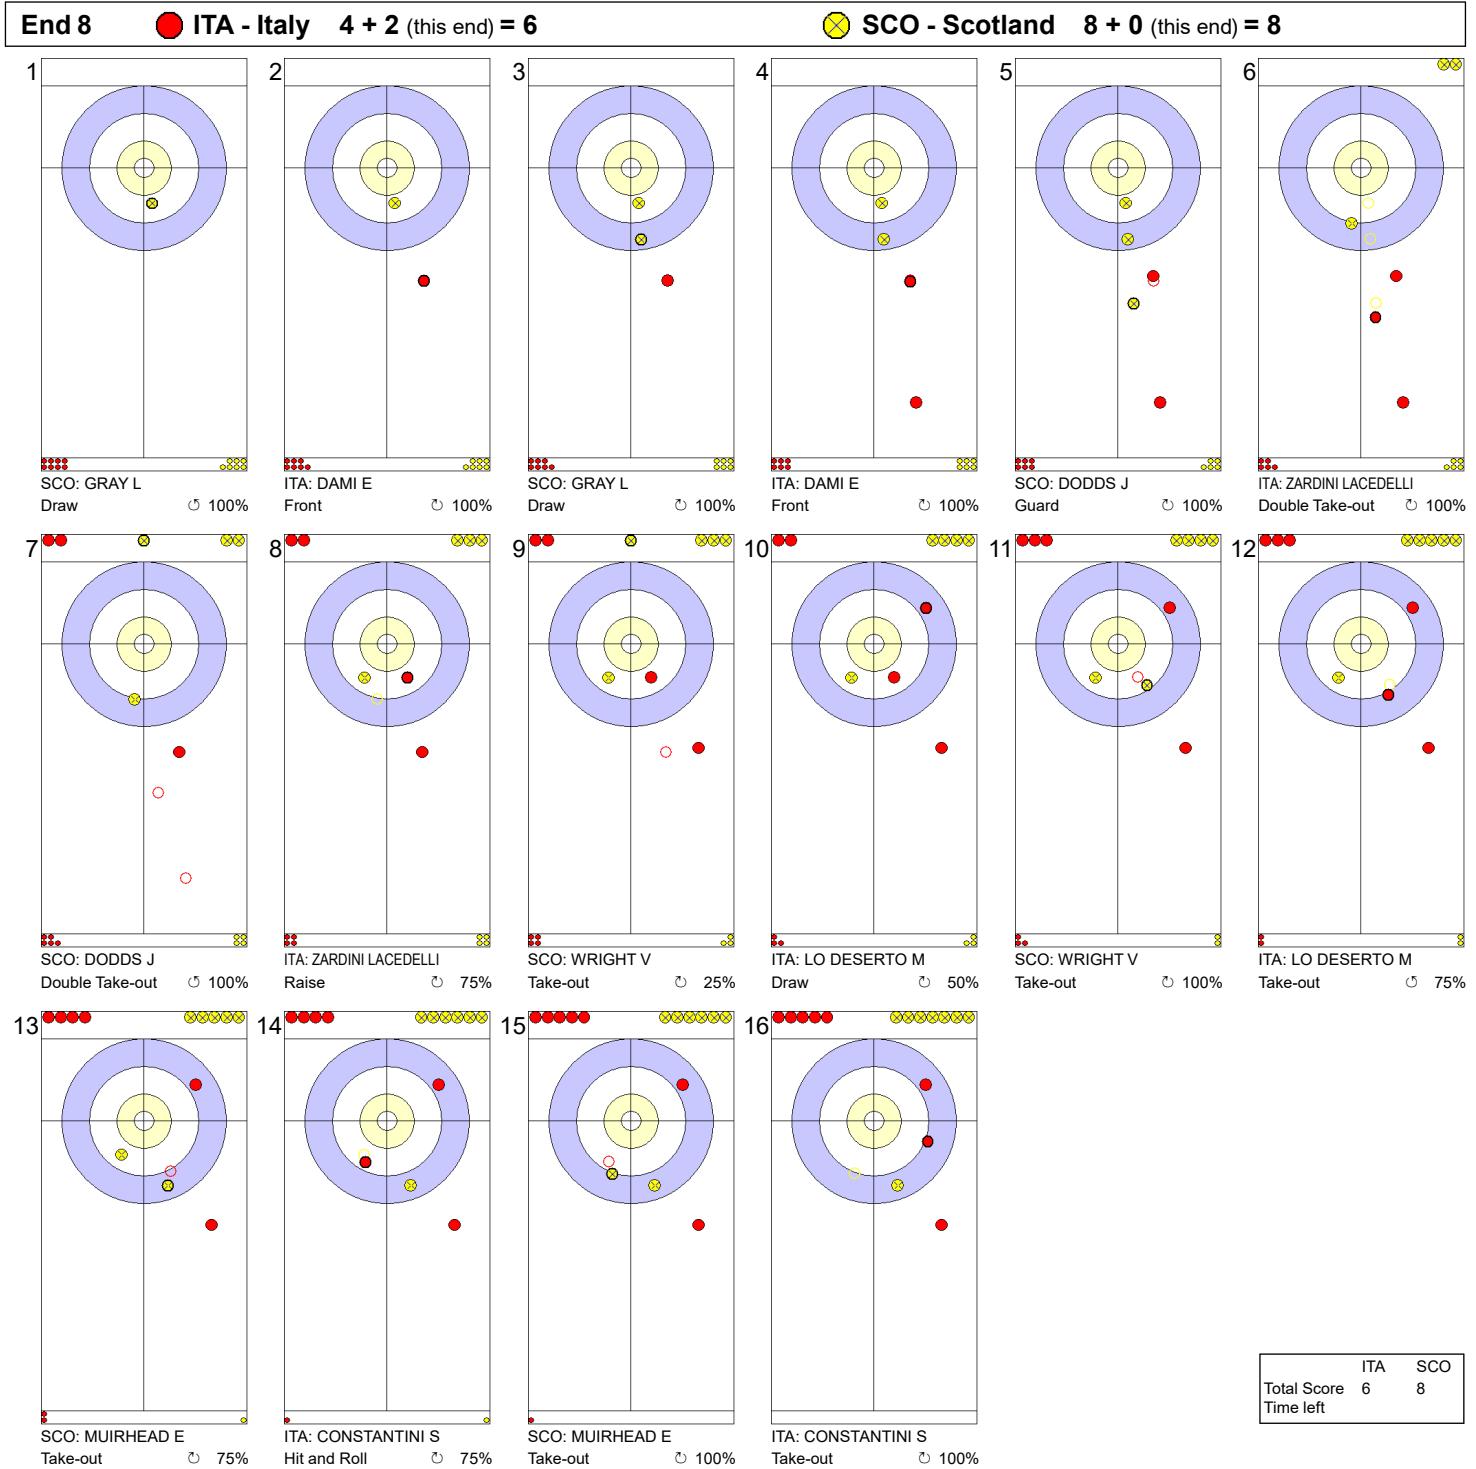 End 8 ITA - Italy 4 + 2 (this end) = 6 SCO - Scotland 8 + 0 (this end) = 8
1 2 3 4 5 6
SCO: GRAY L ITA: DAMI E SCO: GRAY L ITA: DAMI E SCO: DODDS J ITA: ZARDINI LACEDELLI
Draw ↻ 100% Front ↻ 100% Draw ↻ 100% Front ↻ 100% Guard ↻ 100% Double Take-out ↻ 100%
7 8 9 10 11 12
SCO: DODDS J ITA: ZARDINI LACEDELLI SCO: WRIGHT V ITA: LO DESERTO M SCO: WRIGHT V ITA: LO DESERTO M
Double Take-out ↻ 100% Raise ↻ 75% Take-out ↻ 25% Draw ↻ 50% Take-out ↻ 100% Take-out ↻ 75%
13 14 15 16
SCO: MUIRHEAD E ITA: CONSTANTINI S SCO: MUIRHEAD E ITA: CONSTANTINI S
Take-out ↻ 75% Hit and Roll ↻ 75% Take-out ↻ 100% Take-out ↻ 100%
ITA SCO
Total Score 6 8
Time left